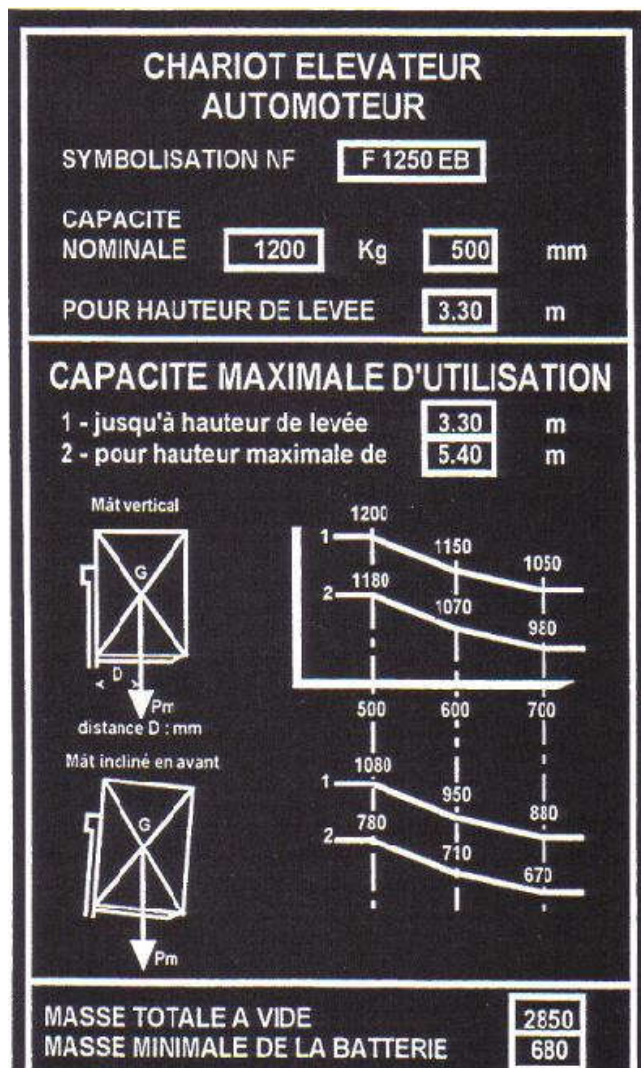 CHARIOT ELEVATEUR
AUTOMOTEUR
SYMBOLISATION NF F 1250 EB
CAPACITE
NOMINALE 1200 Kg 500 mm
POUR HAUTEUR DE LEVEE 3.30 m
CAPACITE MAXIMALE D'UTILISATION
1 - jusqu'à hauteur de levée 3.30 m
2 - pour hauteur maximale de 5.40 m
Mât vertical
G
D
Pm
distance D : mm
1200
1 1150 1050
1180
2 1070 980
500 600 700
Mât incliné en avant
G
Pm
1080
1 950 880
780
2 710 670
MASSE TOTALE A VIDE 2850
MASSE MINIMALE DE LA BATTERIE 680